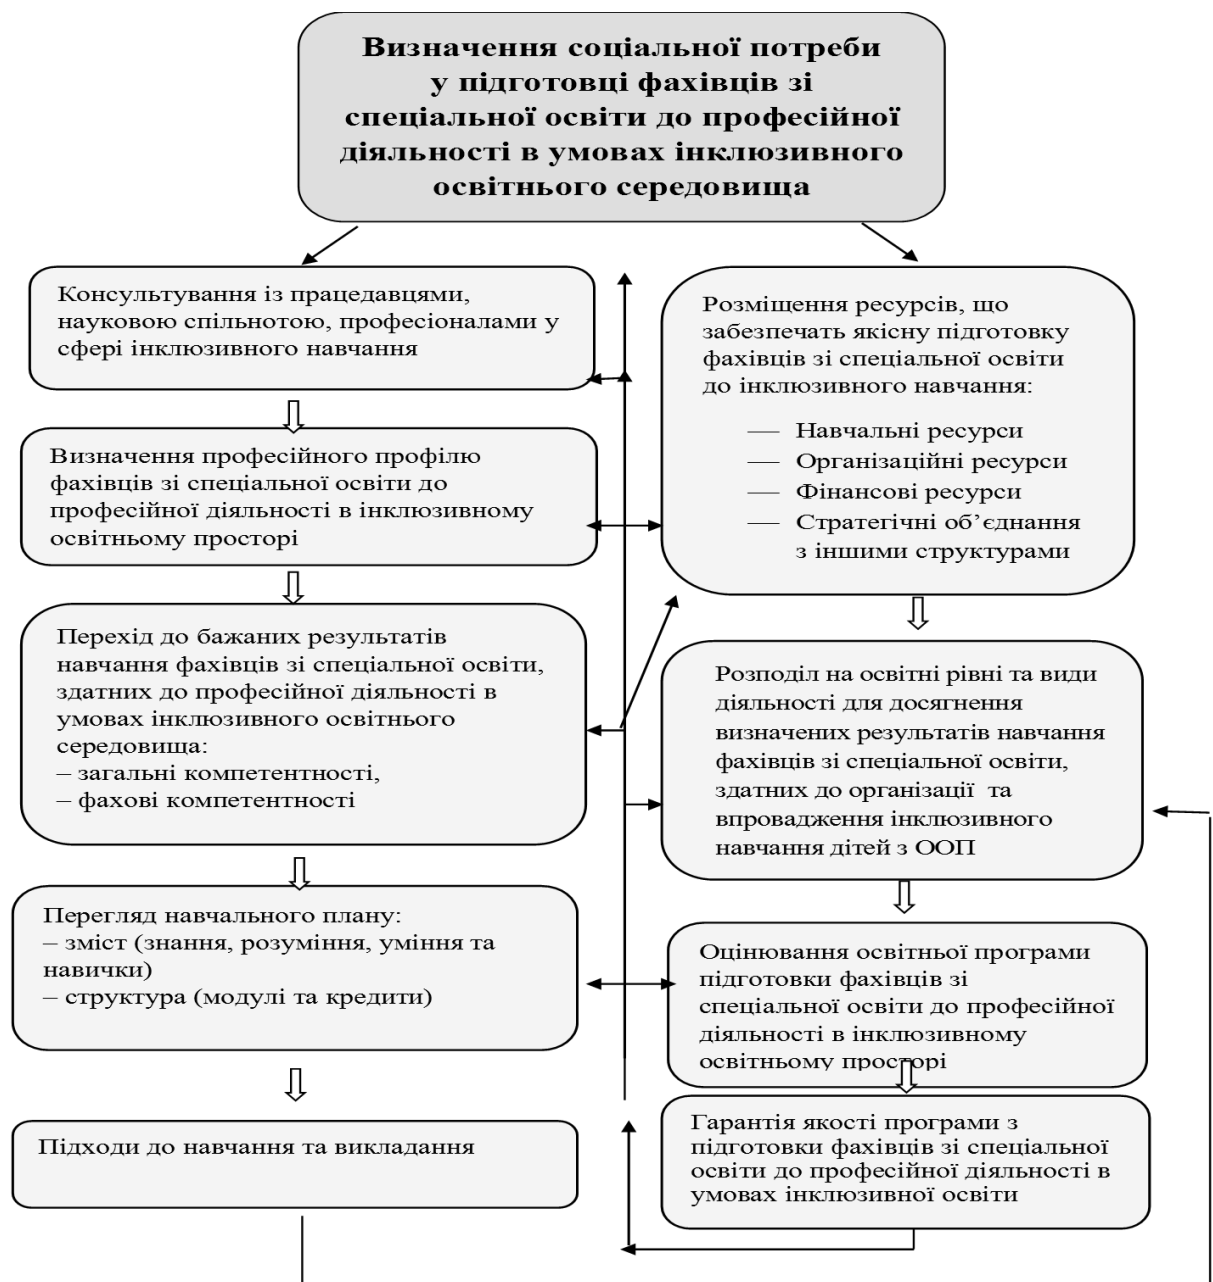 Визначення соціальної потреби
у підготовці фахівців зі
спеціальної освіти до професійної
діяльності в умовах інклюзивного
освітнього середовища
Консультування із працедавцями,
науковою спільнотою, професіоналами у
сфері інклюзивного навчання
Визначення професійного профілю
фахівців зі спеціальної освіти до
професійної діяльності в інклюзивному
освітньому просторі
Перехід до бажаних результатів
навчання фахівців зі спеціальної освіти,
здатних до професійної діяльності в
умовах інклюзивного освітнього
середовища:
– загальні компетентності,
– фахові компетентності
Перегляд навчального плану:
– зміст (знання, розуміння, уміння та
навички)
– структура (модулі та кредити)
Підходи до навчання та викладання
Розміщення ресурсів, що
забезпечать якісну підготовку
фахівців зі спеціальної освіти
до інклюзивного навчання:
— Навчальні ресурси
— Організаційні ресурси
— Фінансові ресурси
— Стратегічні об’єднання
з іншими структурами
Розподіл на освітні рівні та види
діяльності для досягнення
визначених результатів навчання
фахівців зі спеціальної освіти,
здатних до організації та
впровадження інклюзивного
навчання дітей з ООП
Оцінювання освітньої програми
підготовки фахівців зі
спеціальної освіти до професійної
діяльності в інклюзивному
освітньому просторі
Гарантія якості програми з
підготовки фахівців зі спеціальної
освіти до професійної діяльності в
умовах інклюзивної освіти